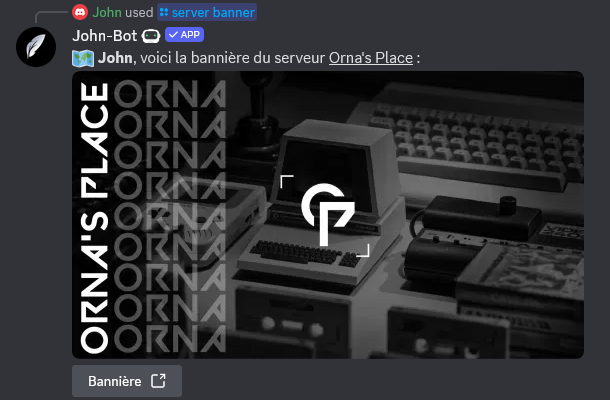 John used server banner
John-Bot ✓ APP
John, voici la bannière du serveur Orna's Place :
ORNA'S PLACE
ORNA
ORNA
ORNA
ORNA
ORNA
ORNA
ORNA
ORNA
ORNA
Bannière